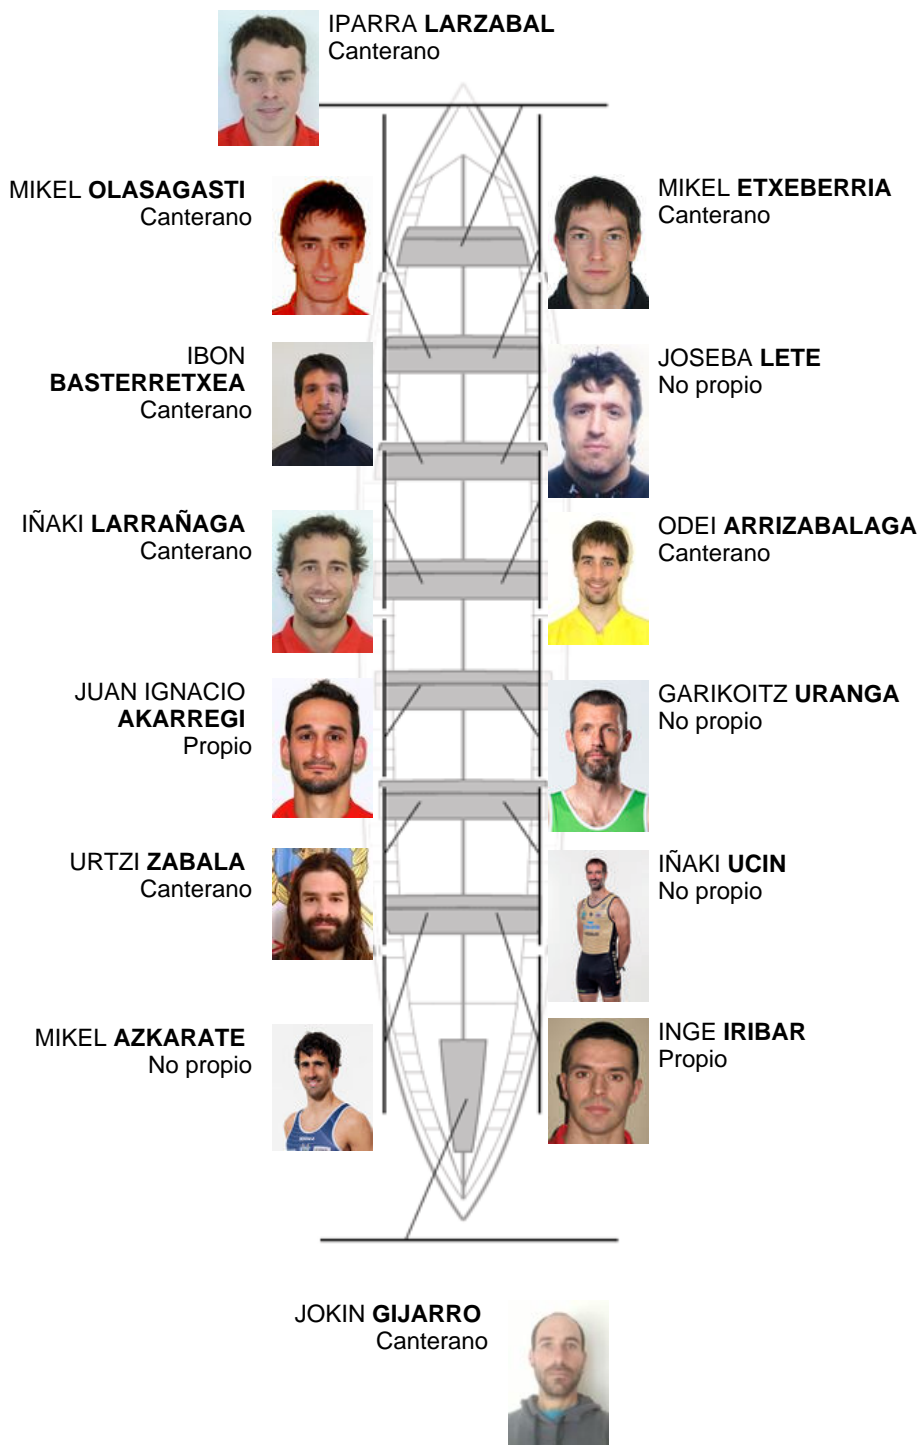 IPARRA LARZABAL
Canterano
MIKEL OLASAGASTI
Canterano
MIKEL ETXEBERRIA
Canterano
IBON
BASTERRETXEA
Canterano
JOSEBA LETE
No propio
IÑAKI LARRAÑAGA
Canterano
ODEI ARRIZABALAGA
Canterano
JUAN IGNACIO
AKARREGI
Propio
GARIKOITZ URANGA
No propio
URTZI ZABALA
Canterano
IÑAKI UCIN
No propio
MIKEL AZKARATE
No propio
INGE IRIBAR
Propio
JOKIN GIJARRO
Canterano